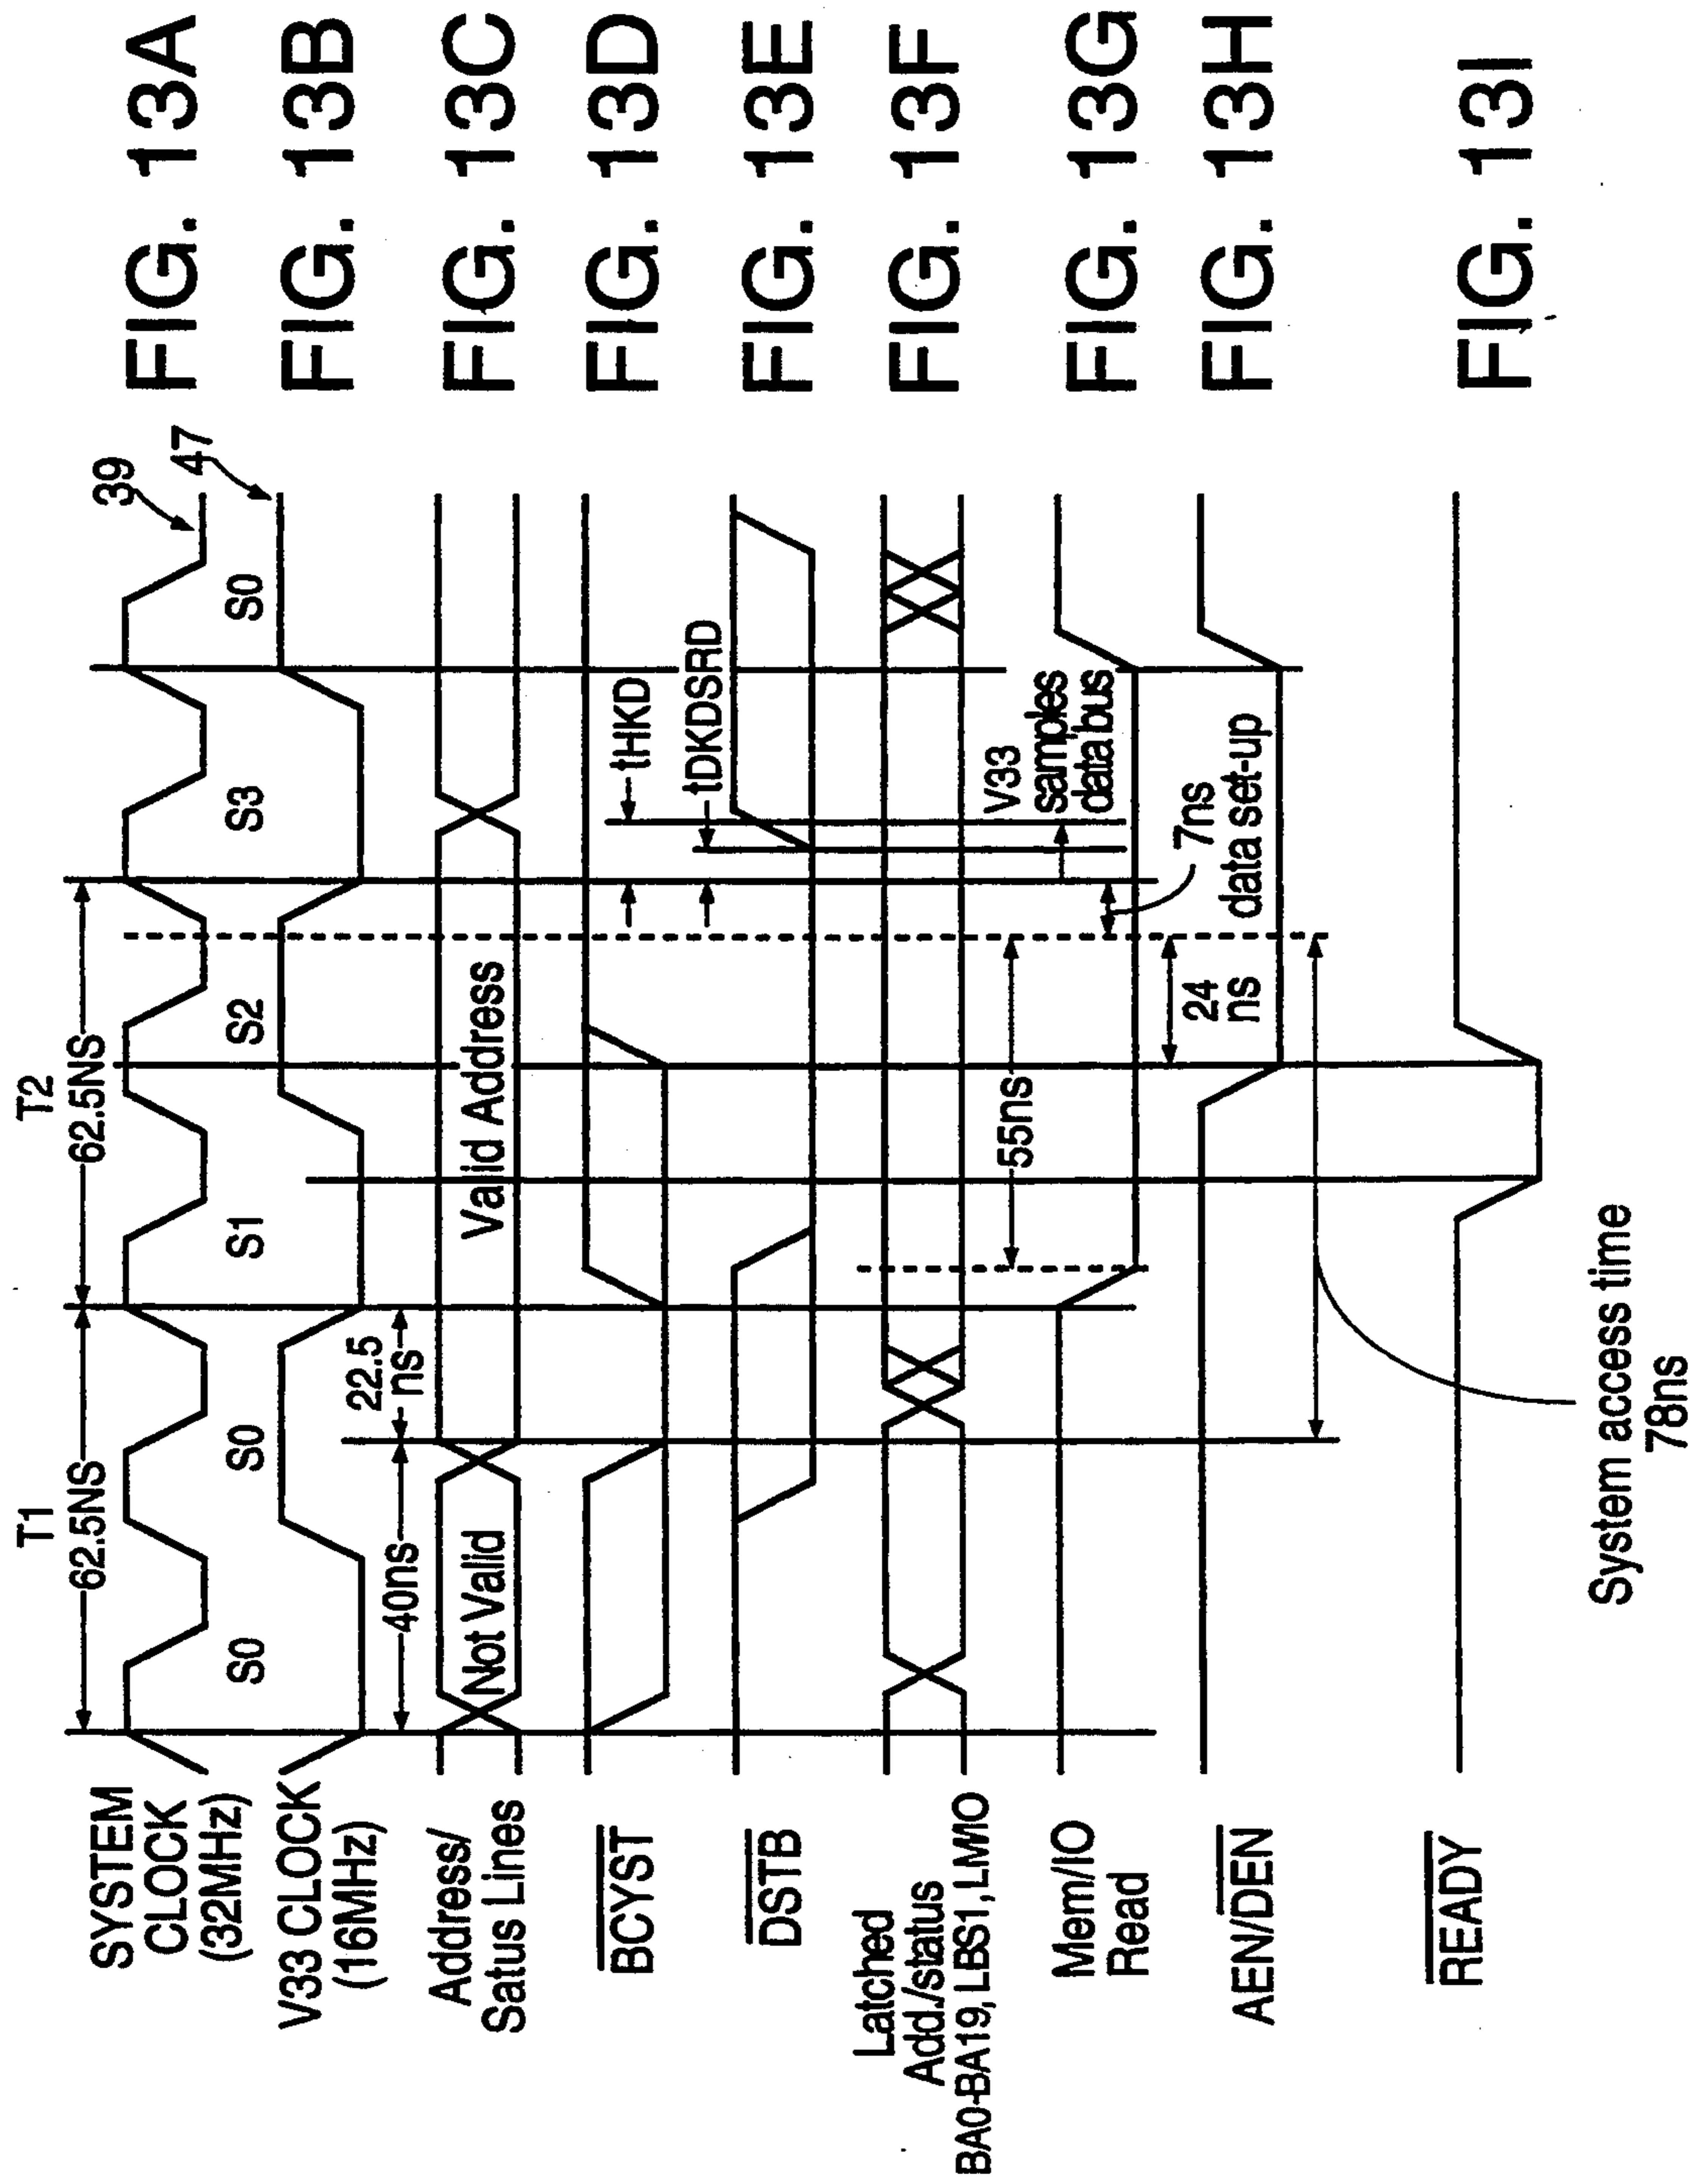 T1
T2
62.5NS
62.5NS
SYSTEM
CLOCK
(32MHz)
39
FIG. 13A
S0
S0
S1
S2
S3
S0
V33 CLOCK
(16MHz)
47
FIG. 13B
40ns
22.5
ns
Address/
Satus Lines
Not Valid
Valid Address
FIG. 13C
BCYST
tHKD
FIG. 13D
tDKDSRD
DSTB
FIG. 13E
Latched
Add./status
BA0-BA19, LBS1, LM/IO
FIG. 13F
V33
samples
data bus
55ns
Mem/IO
Read
FIG. 13G
7ns
data set-up
24
ns
AEN/DEN
FIG. 13H
READY
FIG. 13I
System access time
78ns